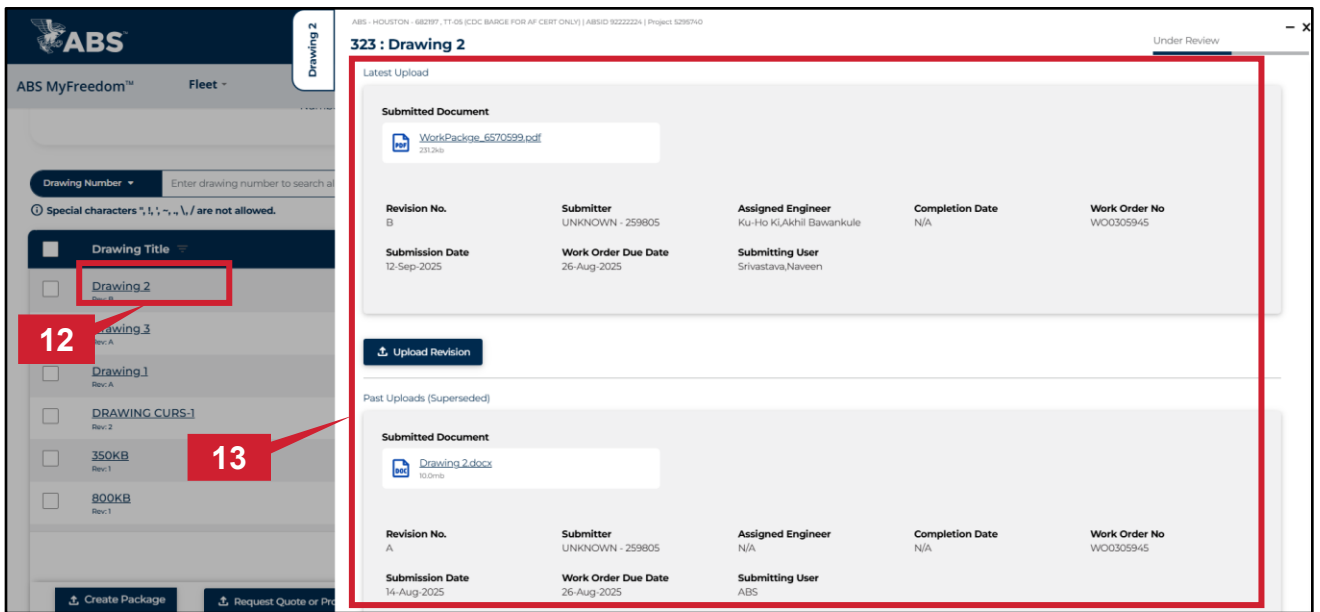 ABS
ABS MyFreedom™
Fleet
Drawing Number
Enter drawing number to search al
Drawing Title
Drawing 2
Rev: B
12
rawing 3
Rev: A
Drawing 1
Rev: A
DRAWING CURS-1
Rev: 2
350KB
Rev: 1
13
800KB
Rev: 1
Create Package
Request Quote or Pro
Drawing 2
ABS - HOUSTON - 682197 , TT-05 (CDC BARGE FOR AF CERT ONLY) | ABSID 92222224 | Project 5295740
323 : Drawing 2
Under Review
Latest Upload
Submitted Document
PDF
WorkPackge_6570599.pdf
231.2kb
Revision No. Submitter Assigned Engineer Completion Date Work Order No
B UNKNOWN - 259805 Ku-Ho Ki,Akhil Bawankule N/A WO0305945
Submission Date Work Order Due Date Submitting User
12-Sep-2025 26-Aug-2025 Srivastava,Naveen
Upload Revision
Past Uploads (Superseded)
Submitted Document
DOC
Drawing 2.docx
10.0mb
Revision No. Submitter Assigned Engineer Completion Date Work Order No
A UNKNOWN - 259805 N/A N/A WO0305945
Submission Date Work Order Due Date Submitting User
14-Aug-2025 26-Aug-2025 ABS